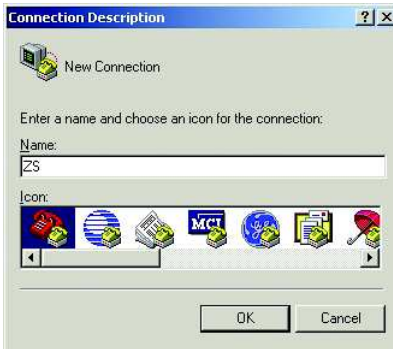 Connection Description
New Connection
Enter a name and choose an icon for the connection:
Name:
ZS
Icon:
MCI
OK
Cancel